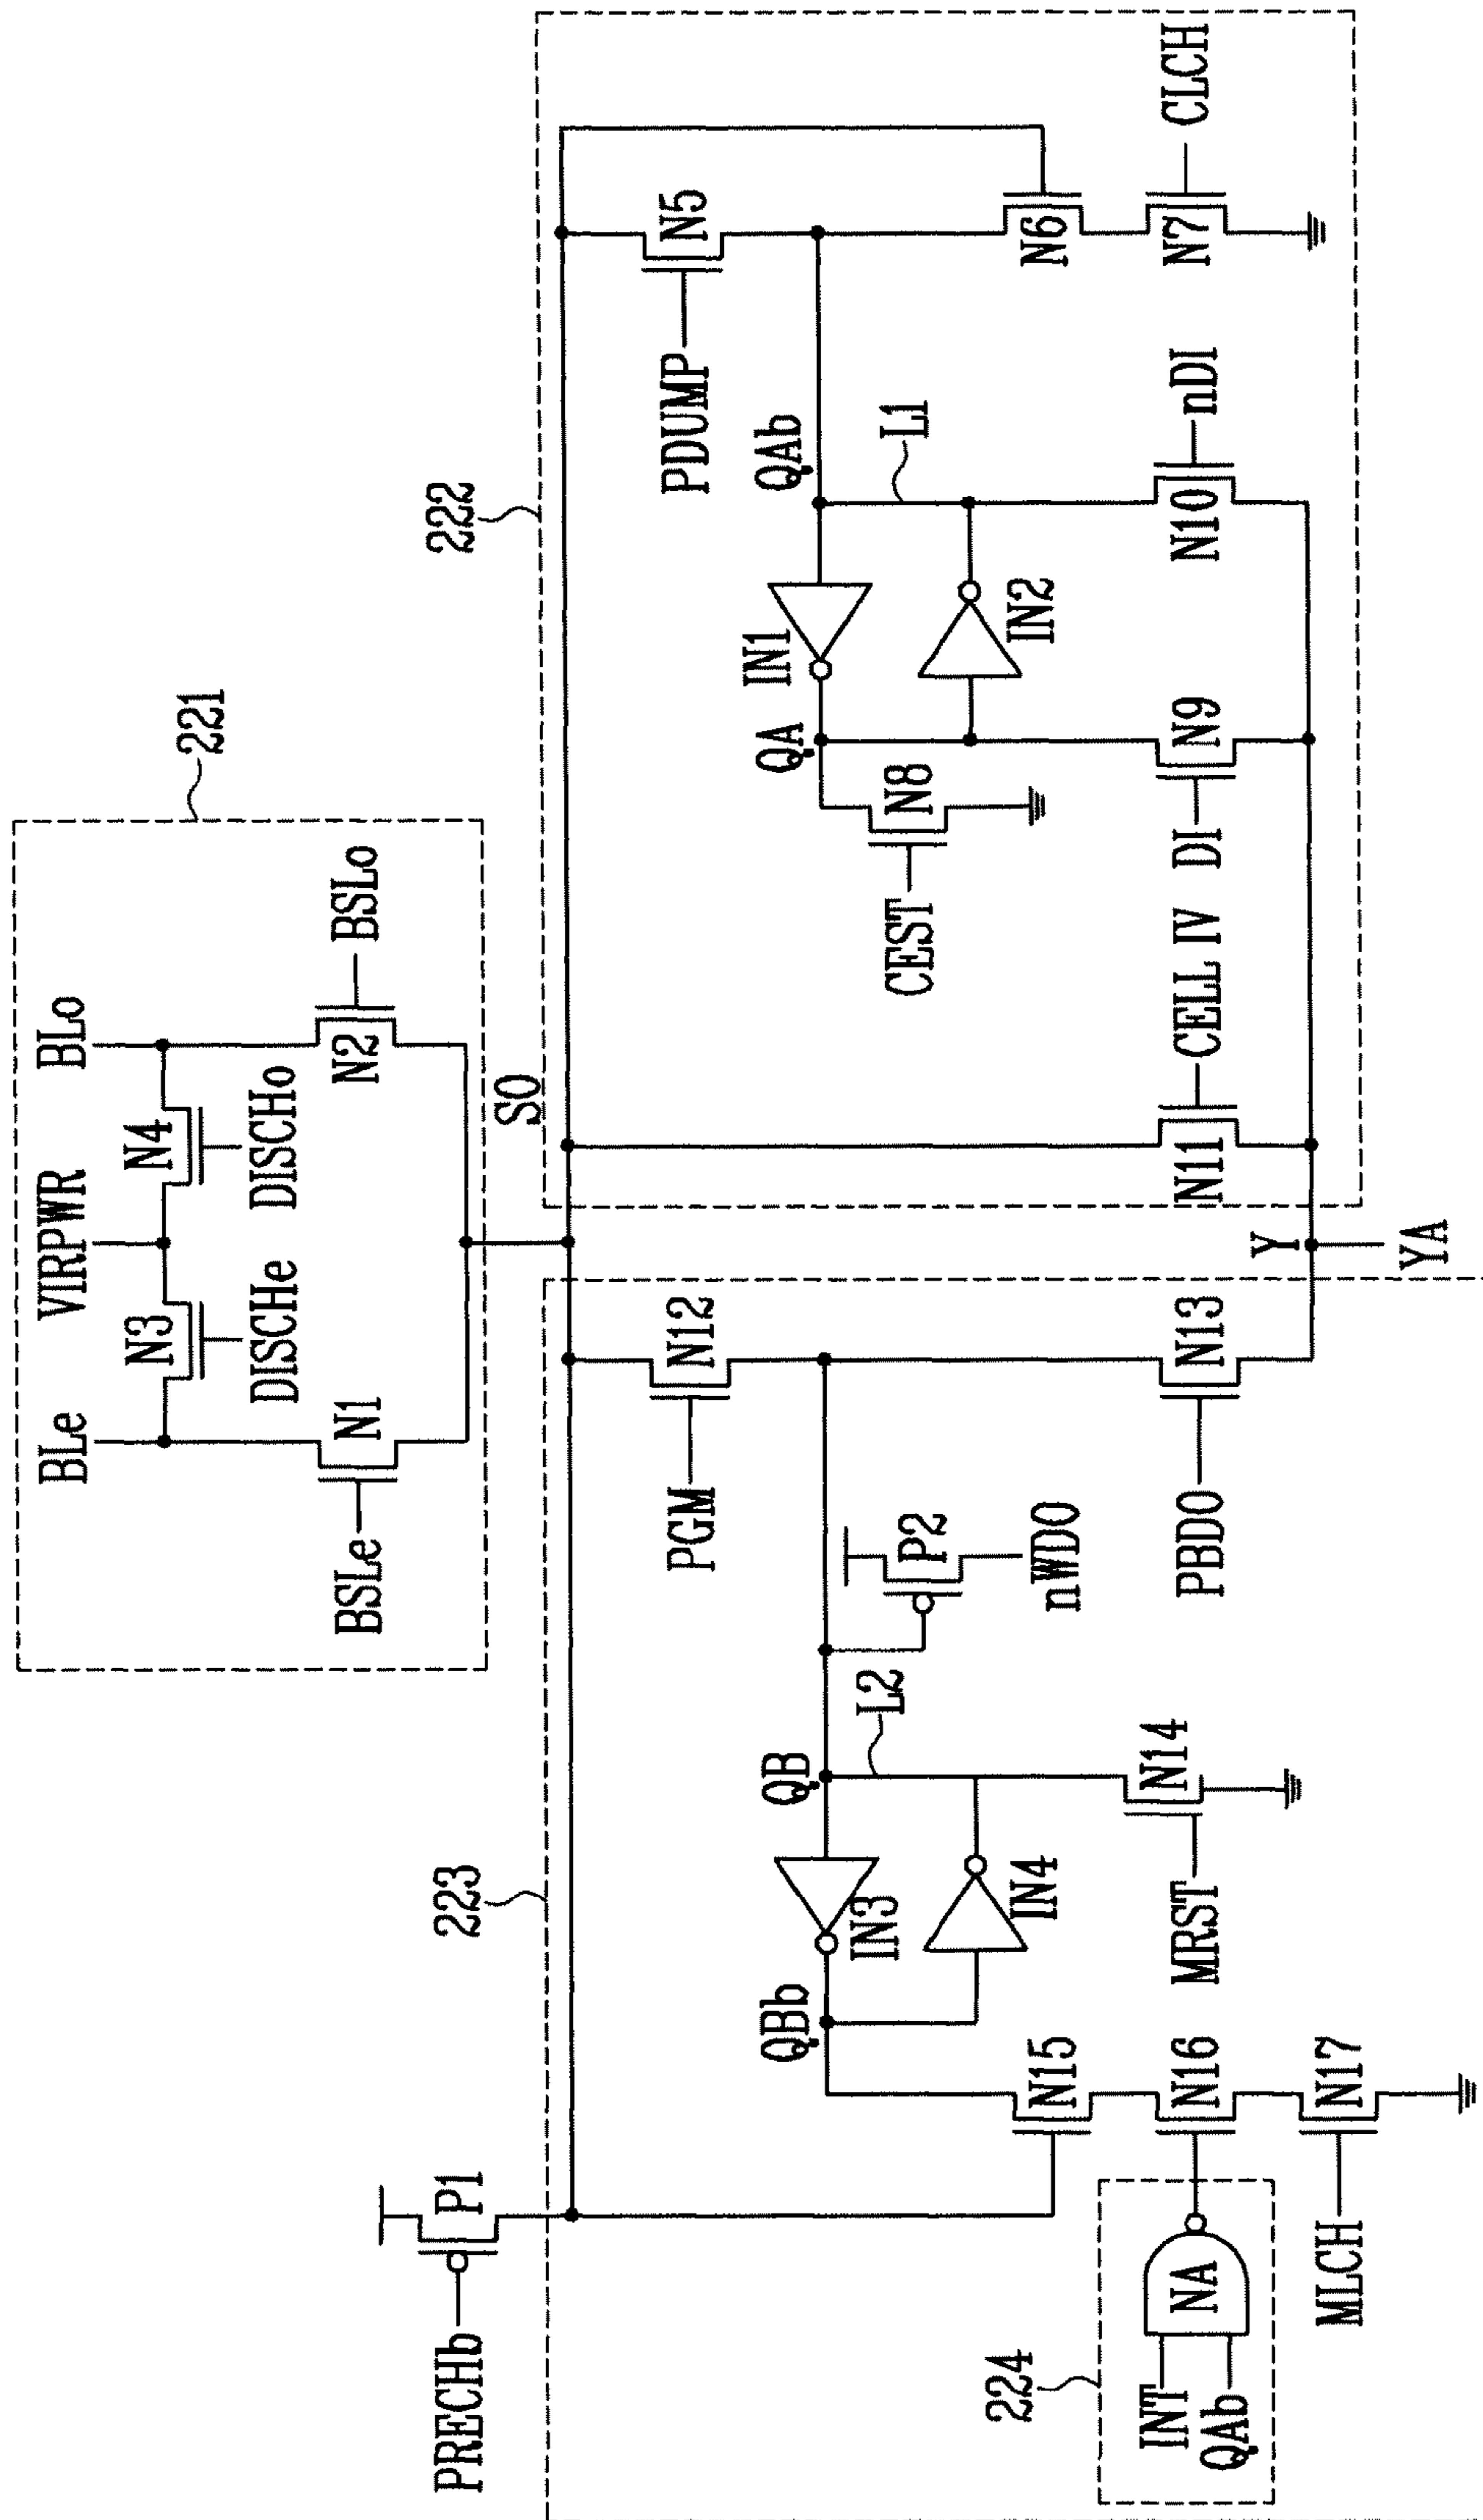 221
BLe
VIRPWR
BLo
N3
N4
DISCHe
DISCHo
BSLe
N1
N2
BSLo
PRECHb
P1
SO
223
PGM
N12
QBb
QB
IN3
IN4
L2
P2
nWDO
N15
N16
N17
N14
MRST
PBDO
N13
224
INT
QAb
NA
MLCH
Y
YA
222
PDUMP
N5
QA
QAb
IN1
IN2
L1
CEST
N8
N6
N7
CLCH
N11
CELL IV
DI
N9
N10
nDI